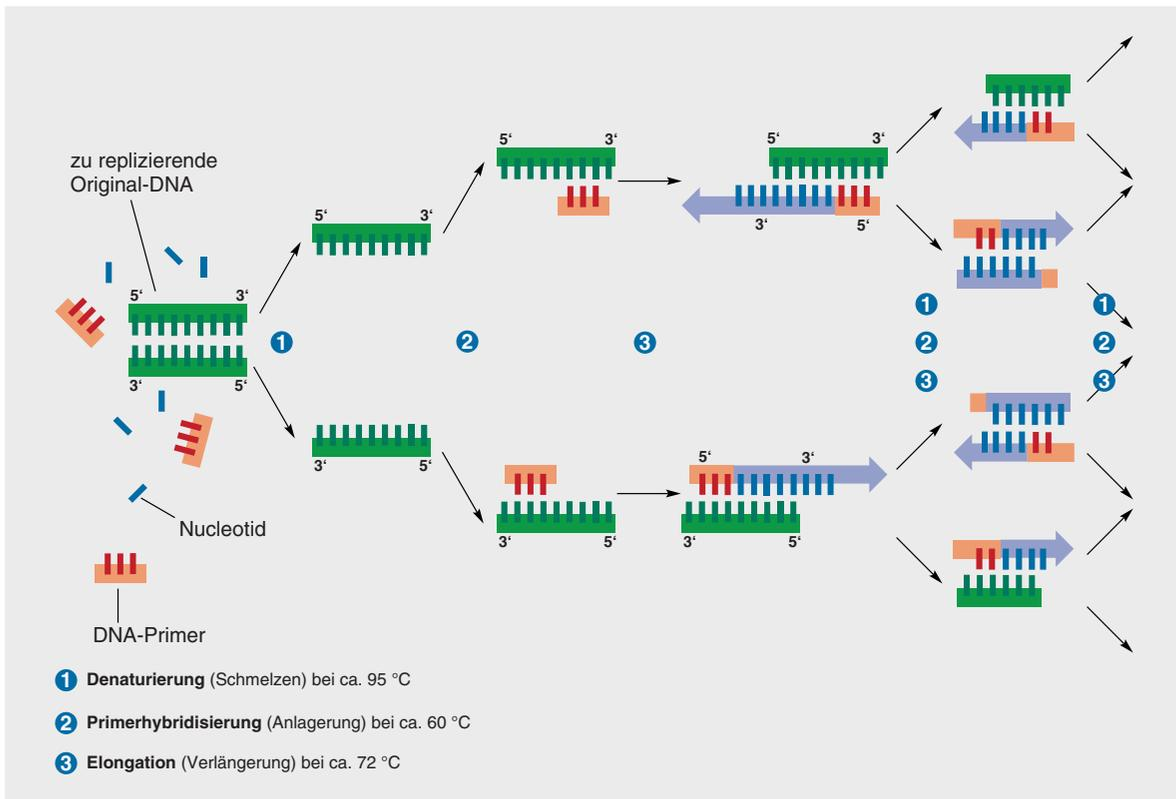 zu replizierende
Original-DNA
5‘ 3‘
3‘ 5‘
5‘ 3‘
3‘ 5‘
5‘ 3‘
3‘ 5‘
5‘ 3‘
3‘ 5‘
5‘ 3‘
3‘ 5‘
1 2 3
1
2
3
1
2
3
Nucleotid
DNA-Primer
1 Denaturierung (Schmelzen) bei ca. 95 °C
2 Primerhybridisierung (Anlagerung) bei ca. 60 °C
3 Elongation (Verlängerung) bei ca. 72 °C